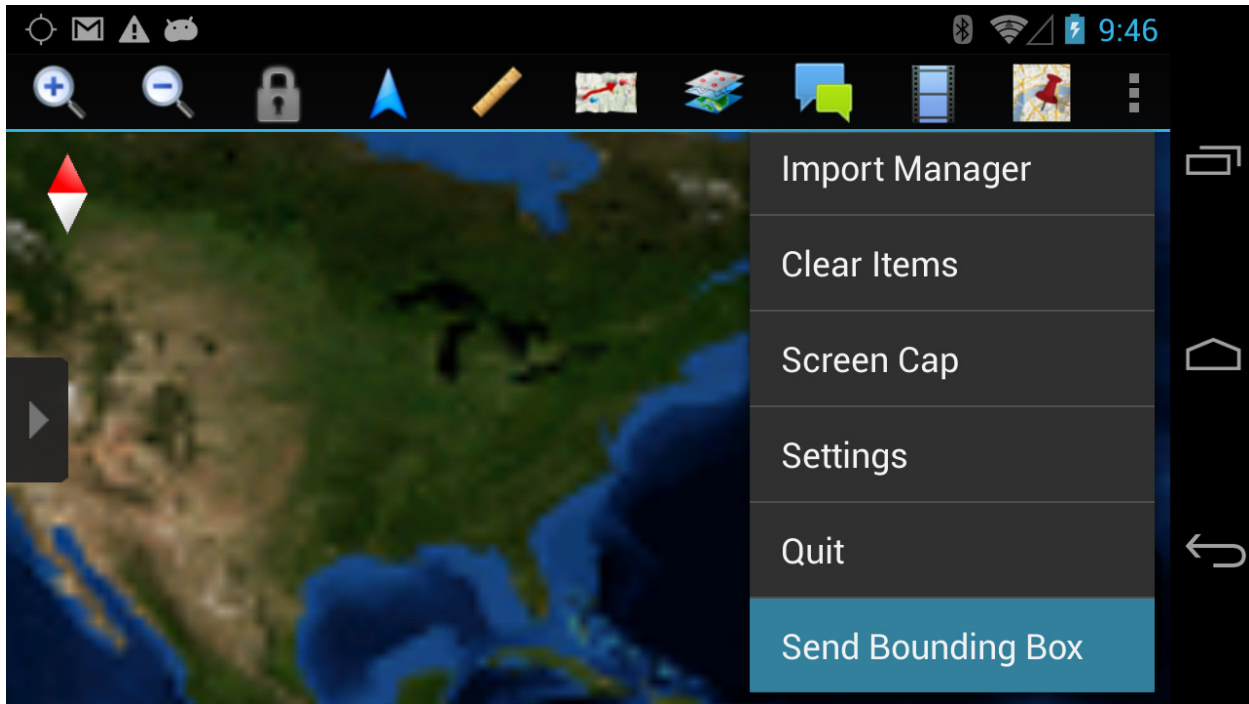 9:46
Import Manager
Clear Items
Screen Cap
Settings
Quit
Send Bounding Box